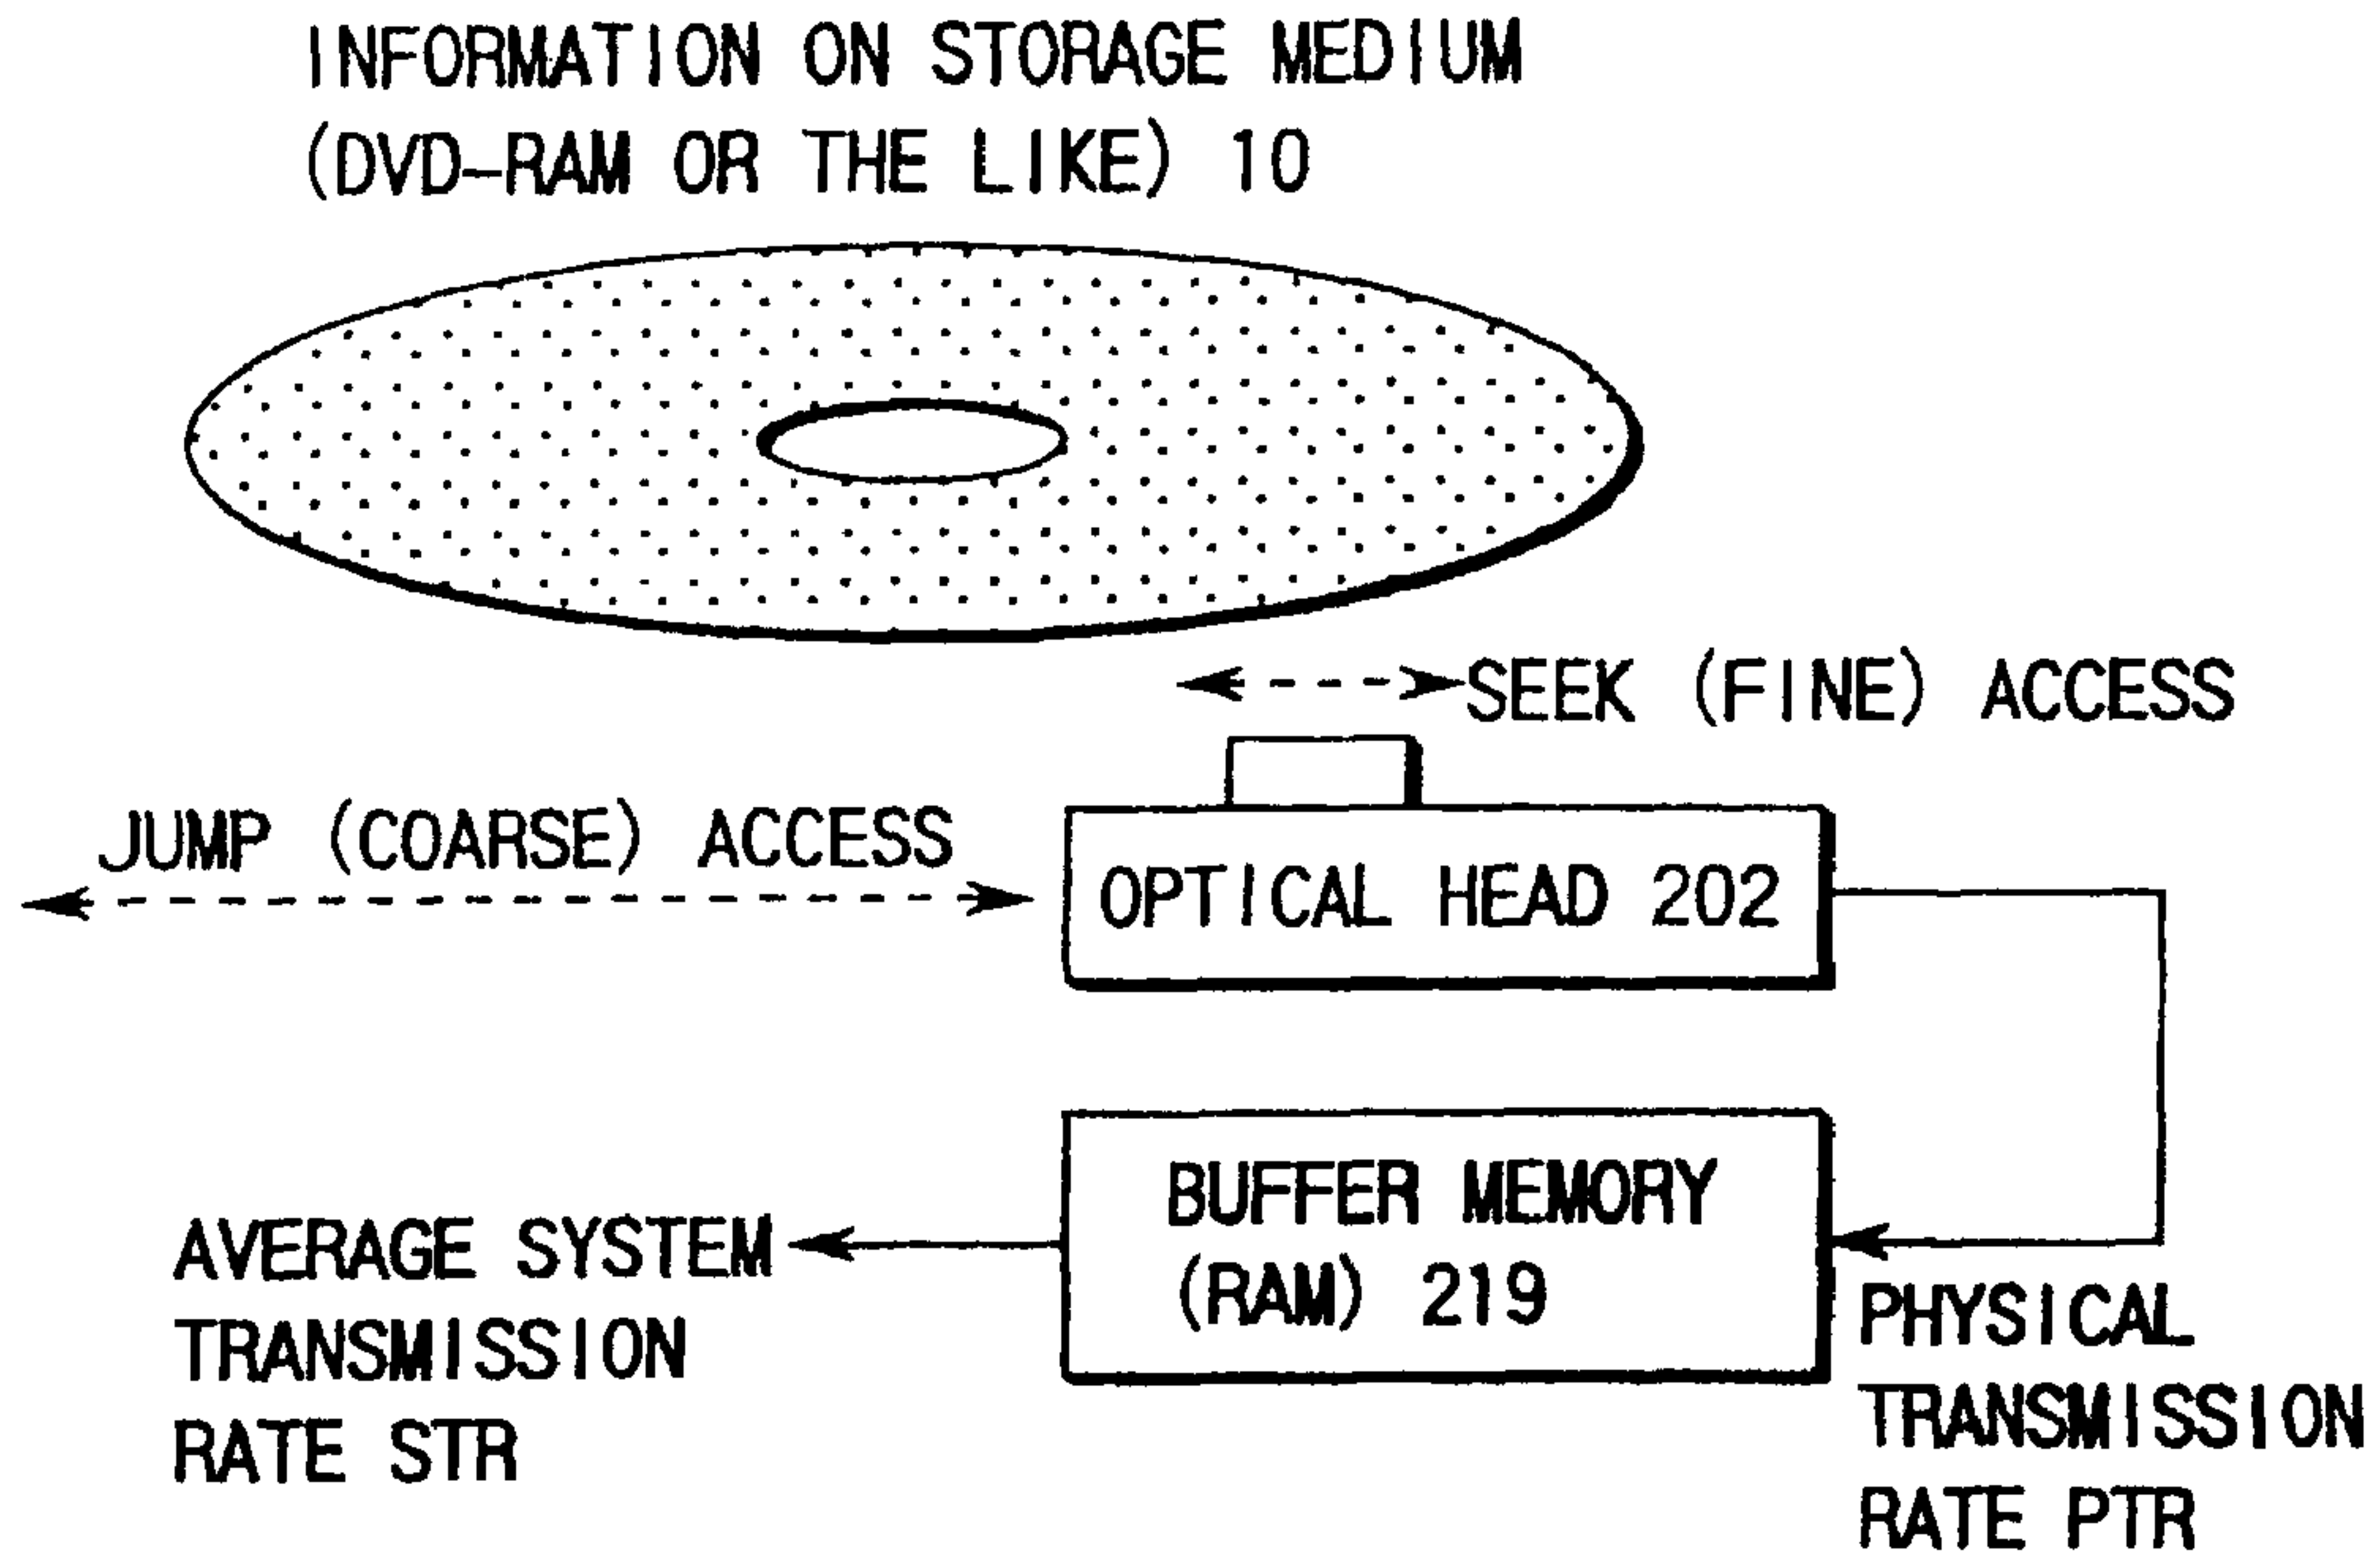 INFORMATION ON STORAGE MEDIUM
(DVD-RAM OR THE LIKE) 10
SEEK (FINE) ACCESS
JUMP (COARSE) ACCESS
OPTICAL HEAD 202
BUFFER MEMORY
(RAM) 219
AVERAGE SYSTEM
TRANSMISSION
RATE STR
PHYSICAL
TRANSMISSION
RATE PTR